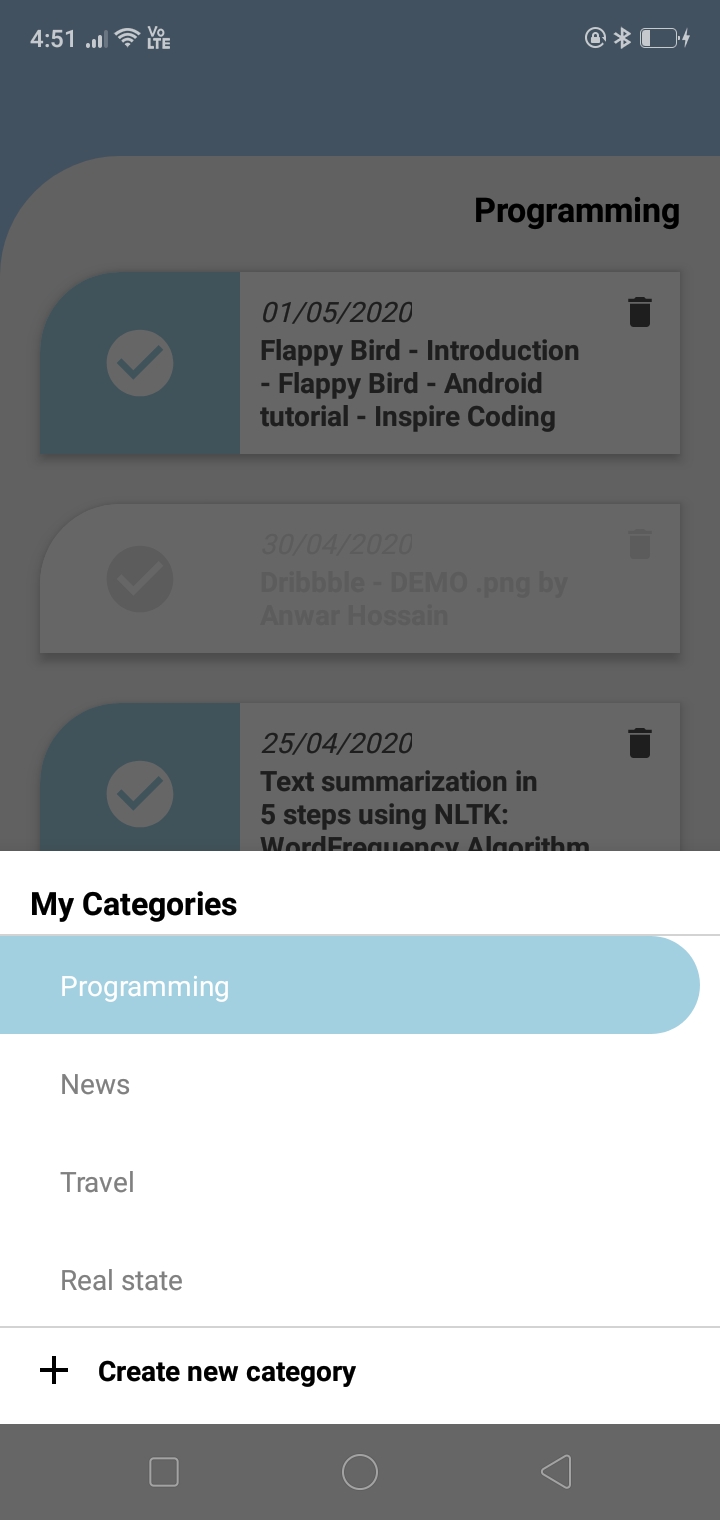 4:51 Vo LTE
Programming
01/05/2020
Flappy Bird - Introduction
- Flappy Bird - Android
tutorial - Inspire Coding
30/04/2020
Dribbble - DEMO .png by
Anwar Hossain
25/04/2020
Text summarization in
5 steps using NLTK:
WordFrequency Algorithm
My Categories
Programming
News
Travel
Real state
Create new category